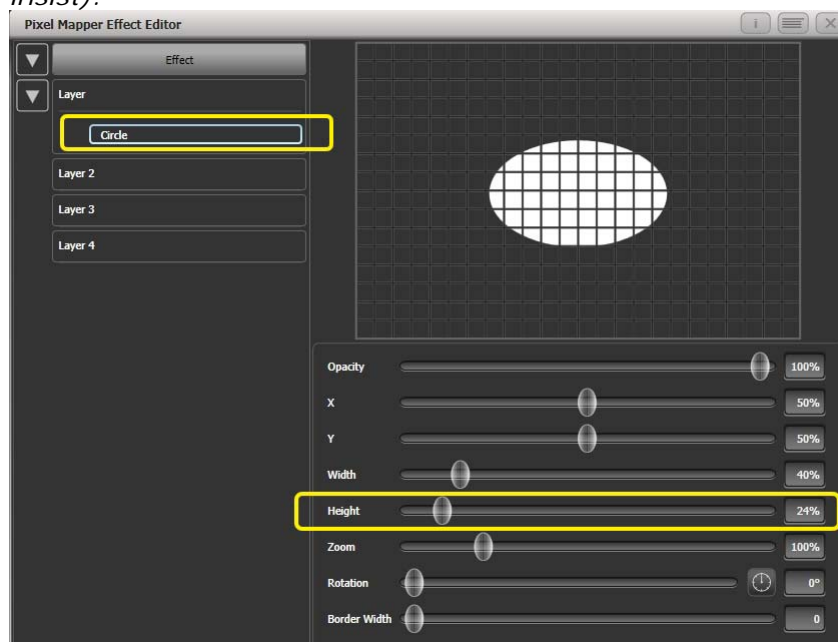 insist).
Pixel Mapper Effect Editor
i
Effect
Layer
Circle
Layer 2
Layer 3
Layer 4
Opacity 100%
X 50%
Y 50%
Width 40%
Height 24%
Zoom 100%
Rotation 0°
Border Width 0